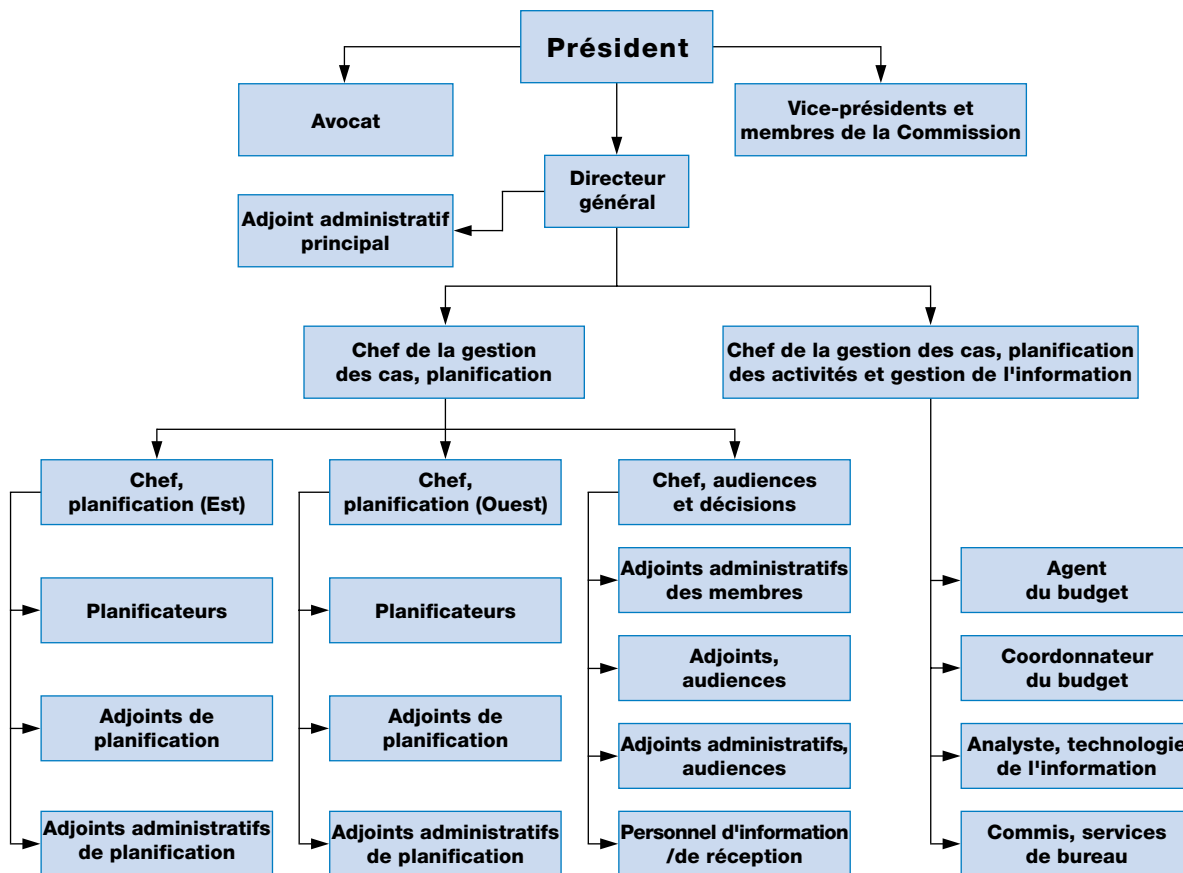 Président
Avocat
Vice-présidents et
membres de la Commission
Directeur
général
Adjoint administratif
principal
Chef de la gestion
des cas, planification
Chef de la gestion des cas, planification
des activités et gestion de l'information
Chef,
planification (Est)
Planificateurs
Adjoints de
planification
Adjoints administratifs
de planification
Chef,
planification (Ouest)
Planificateurs
Adjoints de
planification
Adjoints administratifs
de planification
Chef, audiences
et décisions
Adjoints administratifs
des membres
Adjoints,
audiences
Adjoints administratifs,
audiences
Personnel d'information
/de réception
Agent
du budget
Coordonnateur
du budget
Analyste, technologie
de l'information
Commis, services
de bureau